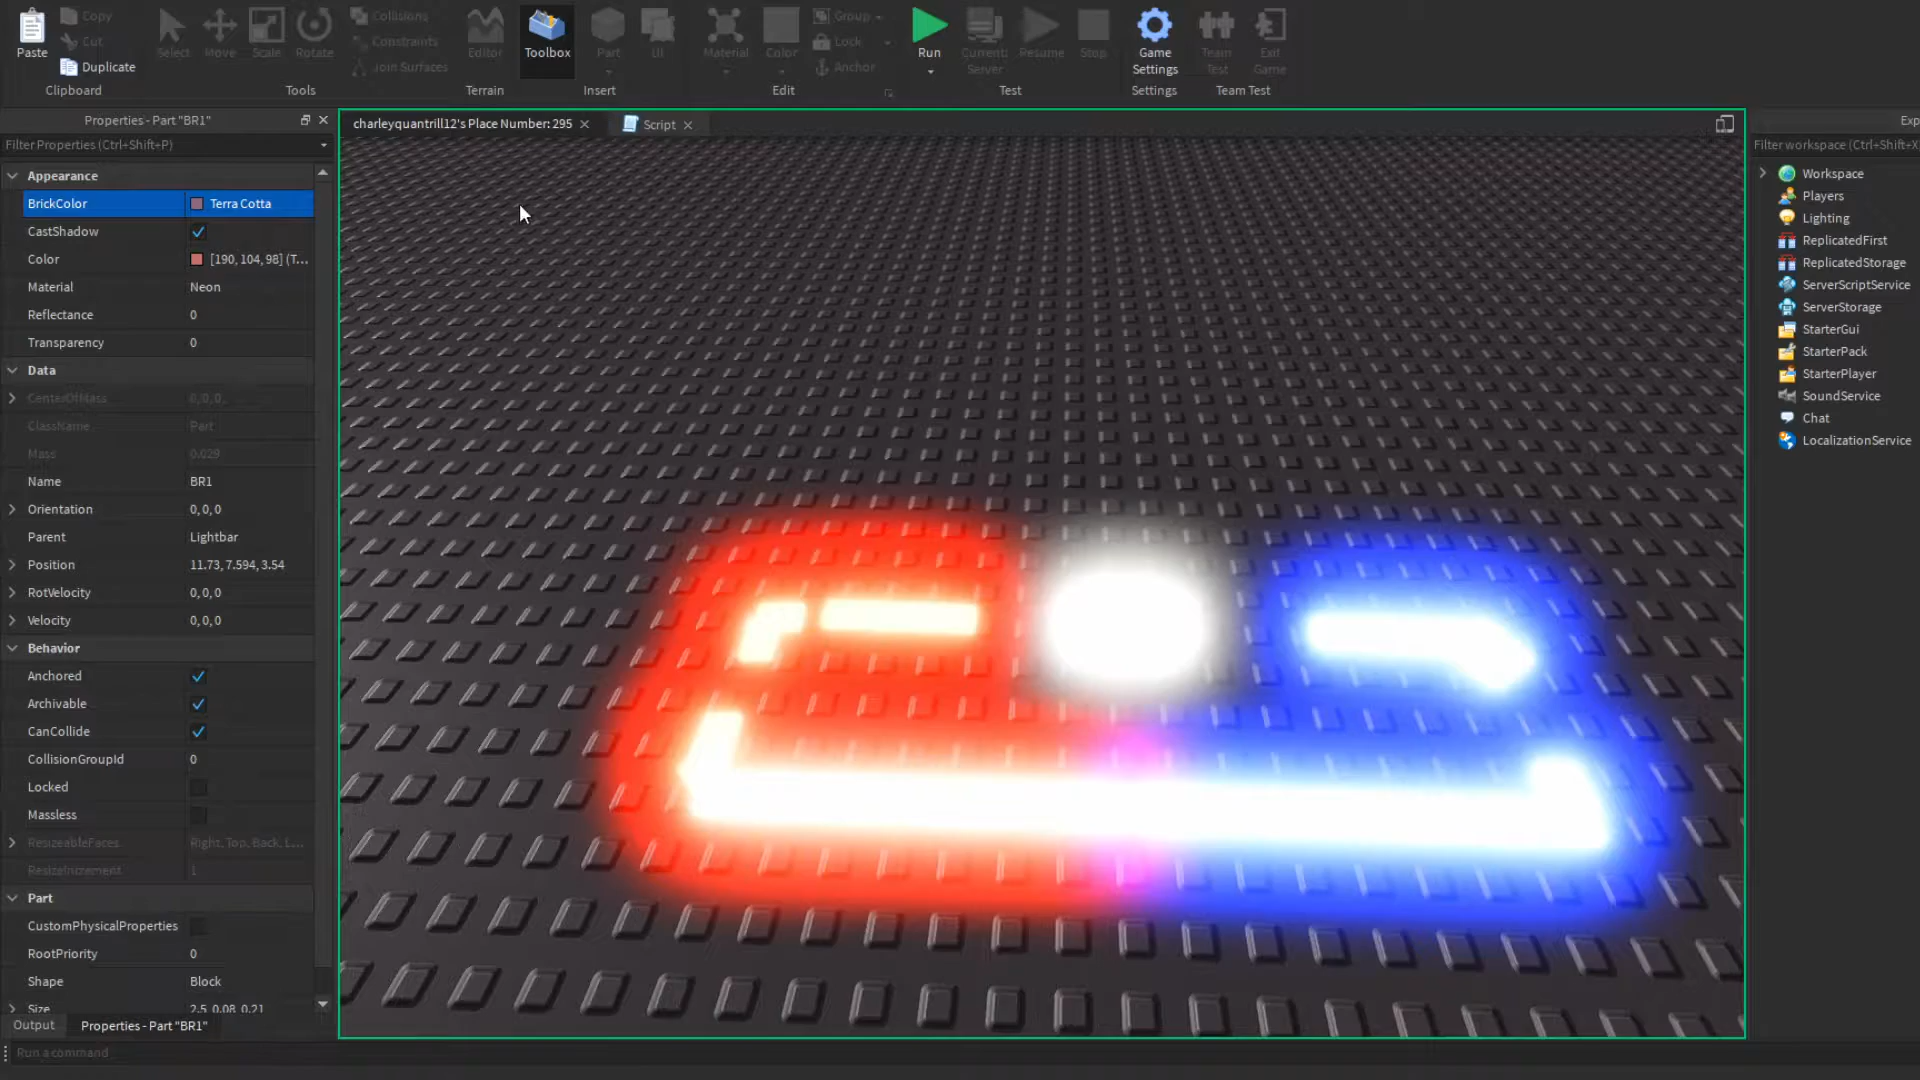 Paste
Copy
Cut
Duplicate
Clipboard
Select
Move
Scale
Rotate
Tools
Collisions
Constraints
Join Surfaces
Editor
Terrain
Toolbox
Part
UI
Insert
Material
Color
Group
Lock
Anchor
Edit
Run
Current
Server
Resume
Stop
Test
Game
Settings
Settings
Team
Test
Exit
Game
Team Test
Properties - Part "BR1"
Filter Properties (Ctrl+Shift+P)
Appearance
BrickColor Terra Cotta
CastShadow
Color [190, 104, 98] (T...
Material Neon
Reflectance 0
Transparency 0
Data
CenterOfMass 0, 0, 0
ClassName Part
Mass 0.029
Name BR1
Orientation 0, 0, 0
Parent Lightbar
Position 11.73, 7.594, 3.54
RotVelocity 0, 0, 0
Velocity 0, 0, 0
Behavior
Anchored
Archivable
CanCollide
CollisionGroupId 0
Locked
Massless
ResizeableFaces Right, Top, Back, L...
ResizeIncrement 1
Part
CustomPhysicalProperties
RootPriority 0
Shape Block
Size 2.5, 0.08, 0.21
Output Properties - Part "BR1"
Run a command
charleyquantrill12's Place Number: 295
Script
Exp
Filter workspace (Ctrl+Shift+X
Workspace
Players
Lighting
ReplicatedFirst
ReplicatedStorage
ServerScriptService
ServerStorage
StarterGui
StarterPack
StarterPlayer
SoundService
Chat
LocalizationService